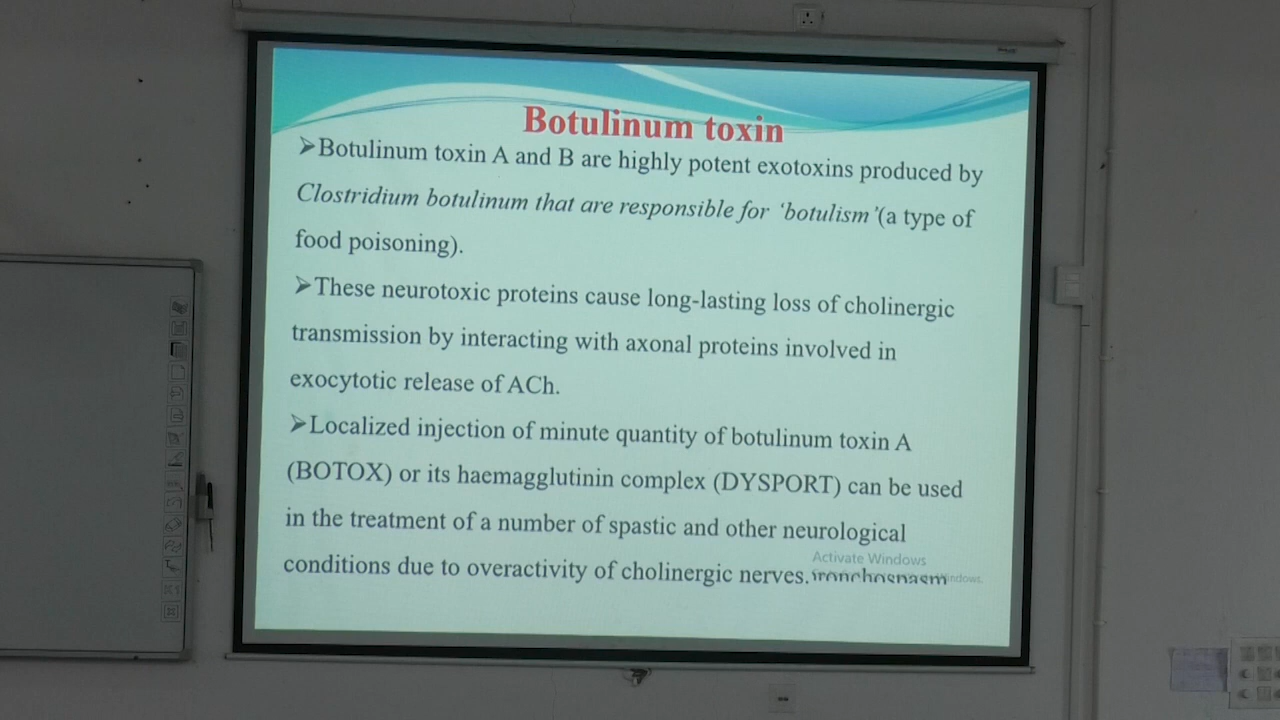 Botulinum toxin
➢Botulinum toxin A and B are highly potent exotoxins produced by
Clostridium botulinum that are responsible for 'botulism'(a type of
food poisoning).
➢These neurotoxic proteins cause long-lasting loss of cholinergic
transmission by interacting with axonal proteins involved in
exocytotic release of ACh.
➢Localized injection of minute quantity of botulinum toxin A
(BOTOX) or its haemagglutinin complex (DYSPORT) can be used
in the treatment of a number of spastic and other neurological
Activate Windows
conditions due to overactivity of cholinergic nerves.